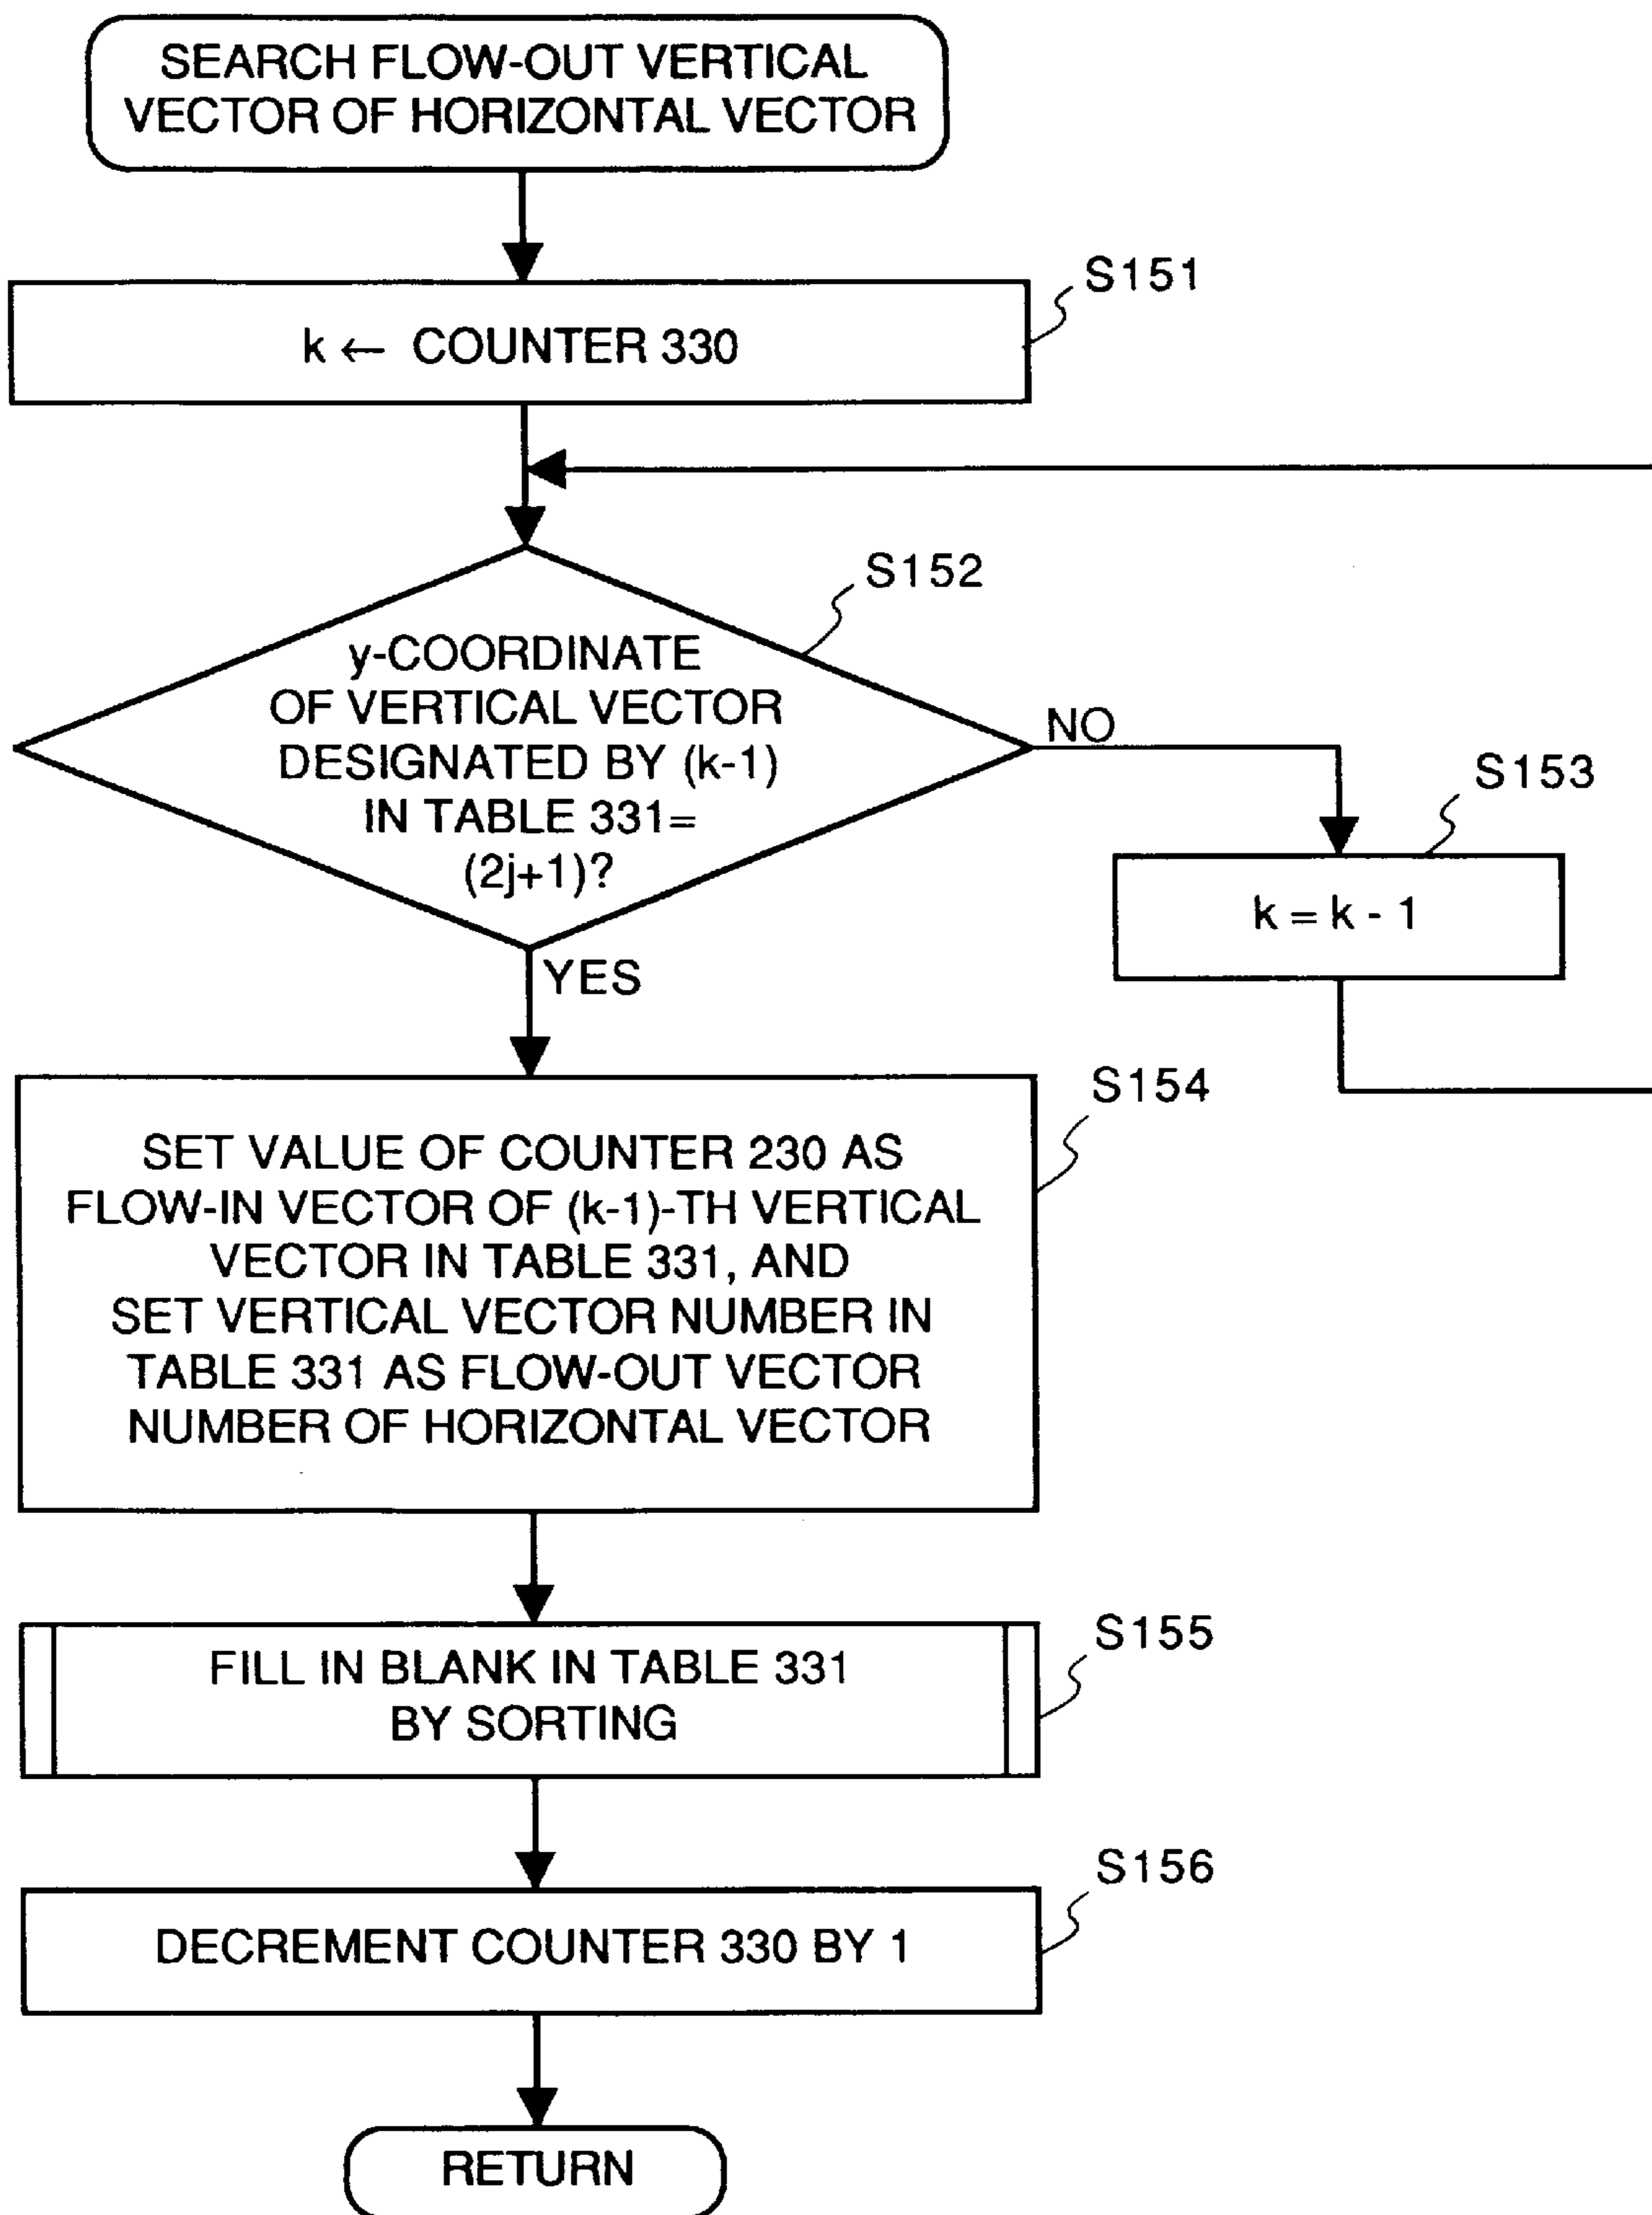 SEARCH FLOW-OUT VERTICAL
VECTOR OF HORIZONTAL VECTOR
S151
k ← COUNTER 330
S152
y-COORDINATE
OF VERTICAL VECTOR
DESIGNATED BY (k-1)
IN TABLE 331=
(2j+1)?
NO
S153
k = k - 1
YES
S154
SET VALUE OF COUNTER 230 AS
FLOW-IN VECTOR OF (k-1)-TH VERTICAL
VECTOR IN TABLE 331, AND
SET VERTICAL VECTOR NUMBER IN
TABLE 331 AS FLOW-OUT VECTOR
NUMBER OF HORIZONTAL VECTOR
S155
FILL IN BLANK IN TABLE 331
BY SORTING
S156
DECREMENT COUNTER 330 BY 1
RETURN